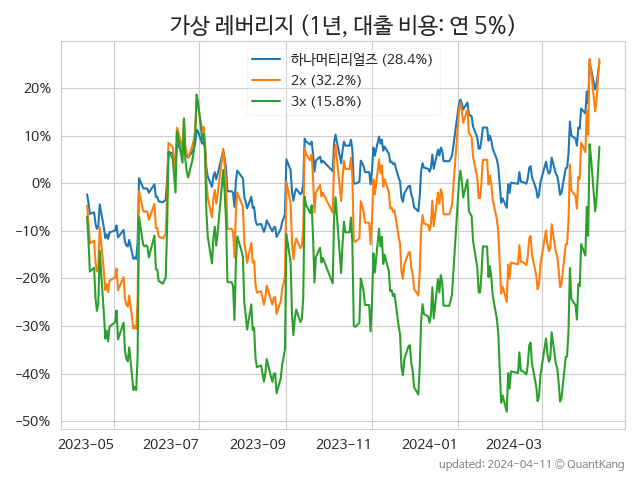 가상 레버리지 (1년, 대출 비용: 연 5%)
하나머티리얼즈 (28.4%)
2x (32.2%)
3x (15.8%)
20%
10%
0%
−10%
−20%
−30%
−40%
−50%
2023-05 2023-07 2023-09 2023-11 2024-01 2024-03
updated: 2024-04-11 © QuantKang